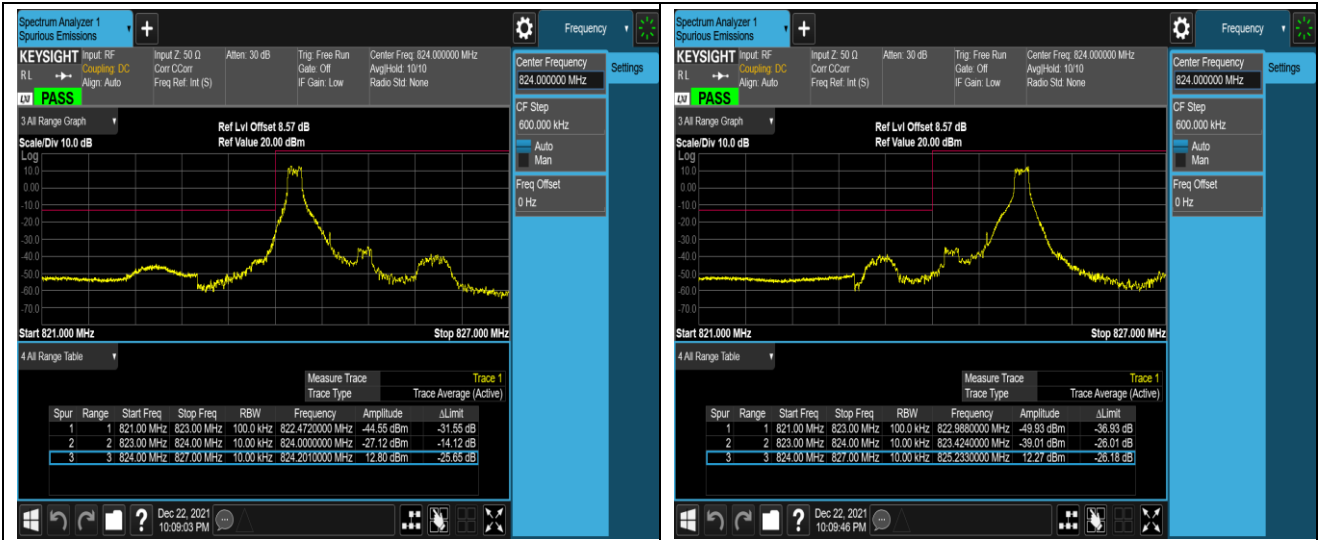 Spectrum Analyzer 1
Spurious Emissions
+
Frequency
KEYSIGHT
R L
LXI PASS
Input: RF
Coupling: DC
Align: Auto
Input Z: 50 Ω
Corr CCorr
Freq Ref: Int (S)
Atten: 30 dB
Trig: Free Run
Gate: Off
IF Gain: Low
Center Freq: 824.000000 MHz
Avg|Hold: 10/10
Radio Std: None
Center Frequency
824.000000 MHz
Settings
CF Step
600.000 kHz
Auto
Man
Freq Offset
0 Hz
3 All Range Graph
Scale/Div 10.0 dB
Ref Lvl Offset 8.57 dB
Ref Value 20.00 dBm
Log
10.0
0.00
-10.0
-20.0
-30.0
-40.0
-50.0
-60.0
-70.0
Start 821.000 MHz Stop 827.000 MHz
4 All Range Table
Measure Trace Trace 1
Trace Type Trace Average (Active)
Spur Range Start Freq Stop Freq RBW Frequency Amplitude ΔLimit
1 1 821.00 MHz 823.00 MHz 100.0 kHz 822.4720000 MHz -44.55 dBm -31.55 dB
2 2 823.00 MHz 824.00 MHz 10.00 kHz 824.0000000 MHz -27.12 dBm -14.12 dB
3 3 824.00 MHz 827.00 MHz 10.00 kHz 824.2010000 MHz 12.80 dBm -25.65 dB
?
Dec 22, 2021
10:09:03 PM
Spectrum Analyzer 1
Spurious Emissions
+
Frequency
KEYSIGHT
R L
LXI PASS
Input: RF
Coupling: DC
Align: Auto
Input Z: 50 Ω
Corr CCorr
Freq Ref: Int (S)
Atten: 30 dB
Trig: Free Run
Gate: Off
IF Gain: Low
Center Freq: 824.000000 MHz
Avg|Hold: 10/10
Radio Std: None
Center Frequency
824.000000 MHz
Settings
CF Step
600.000 kHz
Auto
Man
Freq Offset
0 Hz
3 All Range Graph
Scale/Div 10.0 dB
Ref Lvl Offset 8.57 dB
Ref Value 20.00 dBm
Log
10.0
0.00
-10.0
-20.0
-30.0
-40.0
-50.0
-60.0
-70.0
Start 821.000 MHz Stop 827.000 MHz
4 All Range Table
Measure Trace Trace 1
Trace Type Trace Average (Active)
Spur Range Start Freq Stop Freq RBW Frequency Amplitude ΔLimit
1 1 821.00 MHz 823.00 MHz 100.0 kHz 822.9880000 MHz -49.93 dBm -36.93 dB
2 2 823.00 MHz 824.00 MHz 10.00 kHz 823.4240000 MHz -39.01 dBm -26.01 dB
3 3 824.00 MHz 827.00 MHz 10.00 kHz 825.2330000 MHz 12.27 dBm -26.18 dB
?
Dec 22, 2021
10:09:46 PM